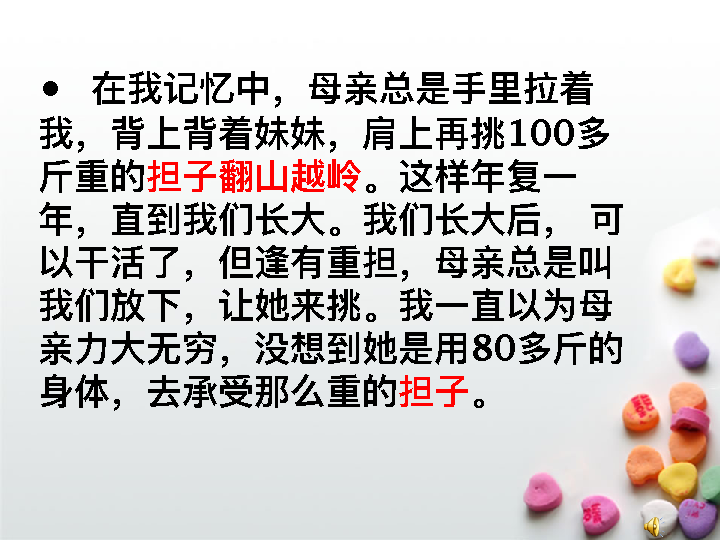 • 在我记忆中，母亲总是手里拉着
我，背上背着妹妹，肩上再挑100多
斤重的担子翻山越岭。这样年复一
年，直到我们长大。我们长大后， 可
以干活了，但逢有重担，母亲总是叫
我们放下，让她来挑。我一直以为母
亲力大无穷，没想到她是用80多斤的
身体，去承受那么重的担子。